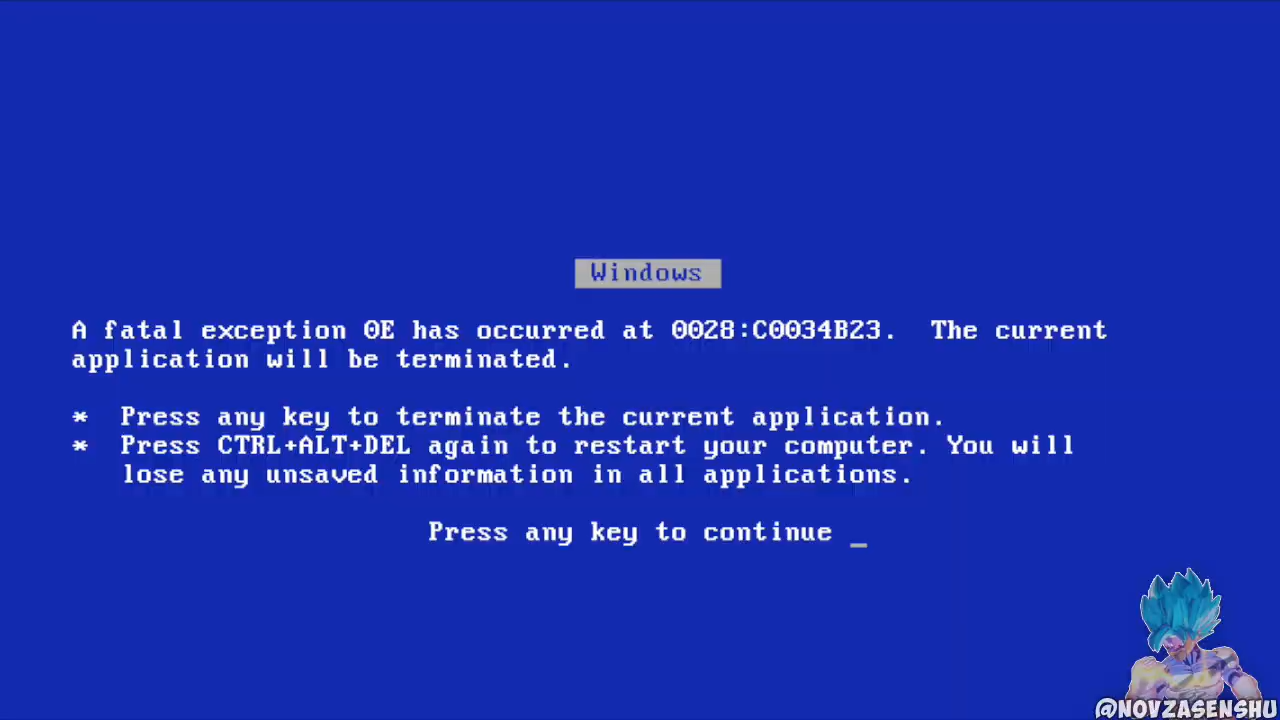 Windows
A fatal exception 0E has occurred at 0028:C0034B23. The current
application will be terminated.
* Press any key to terminate the current application.
* Press CTRL+ALT+DEL again to restart your computer. You will
lose any unsaved information in all applications.
Press any key to continue _
@NOVZASENSHU